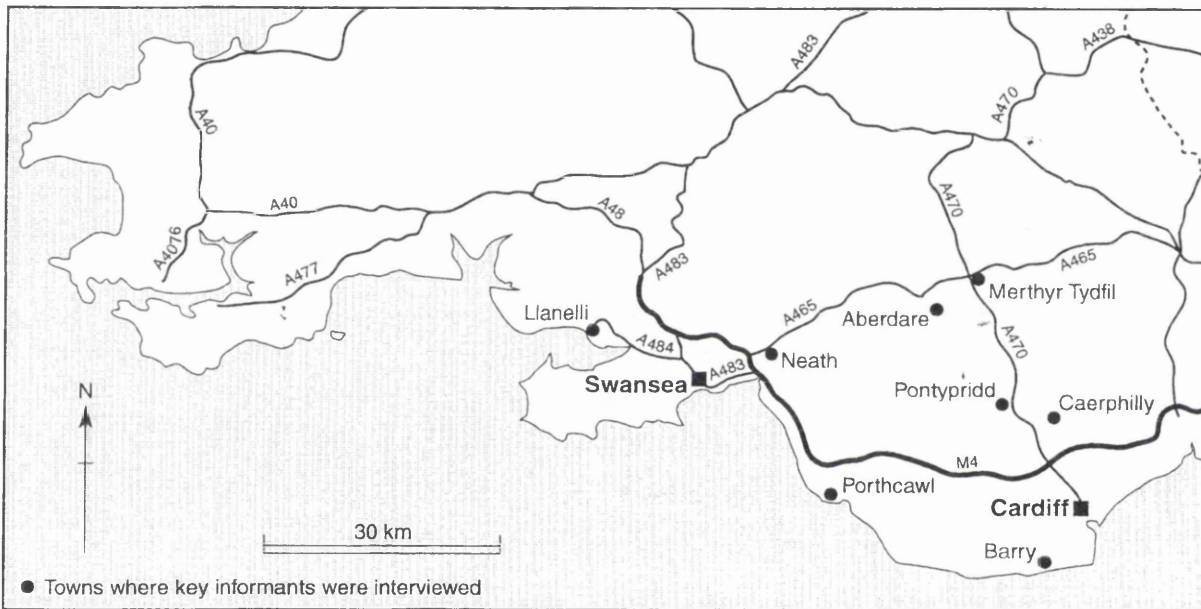 A483
A438
A40
A470
A40
A48
A470
A4076
A477
A483
A465
Merthyr Tydfil
Llanelli
A465
Aberdare
A484
A470
Neath
Swansea
A483
N
Pontypridd
Caerphilly
M4
Porthcawl
Cardiff
30 km
Barry
Towns where key informants were interviewed